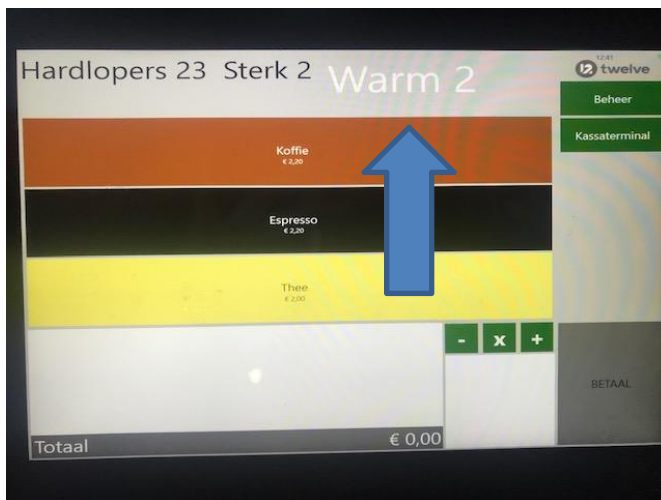 Hardlopers 23 Sterk 2 Warm 2
12:41
12 twelve
Beheer
Kassaterminal
Koffie
€ 2,20
Espresso
€ 2,20
Thee
€ 2,00
- x +
BETAAL
Totaal € 0,00